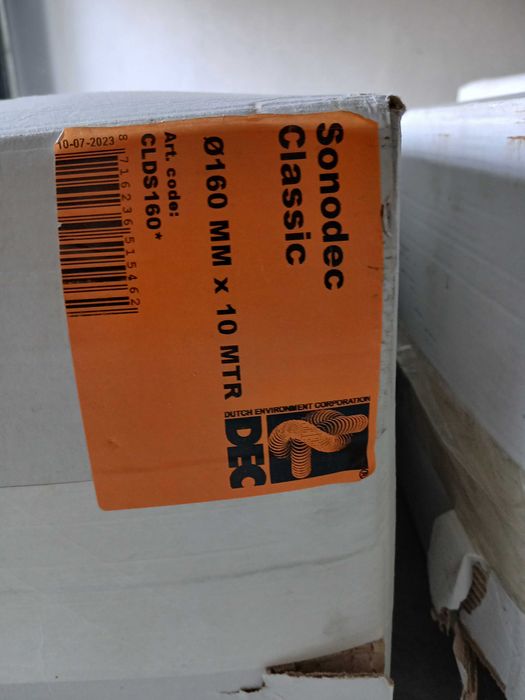 Sonodec
Classic
Ø160 MM x 10 MTR
Art. code:
CLDS160*
8 716236 515462
10-07-2023
DUTCH ENVIRONMENT CORPORATION
DEC
®